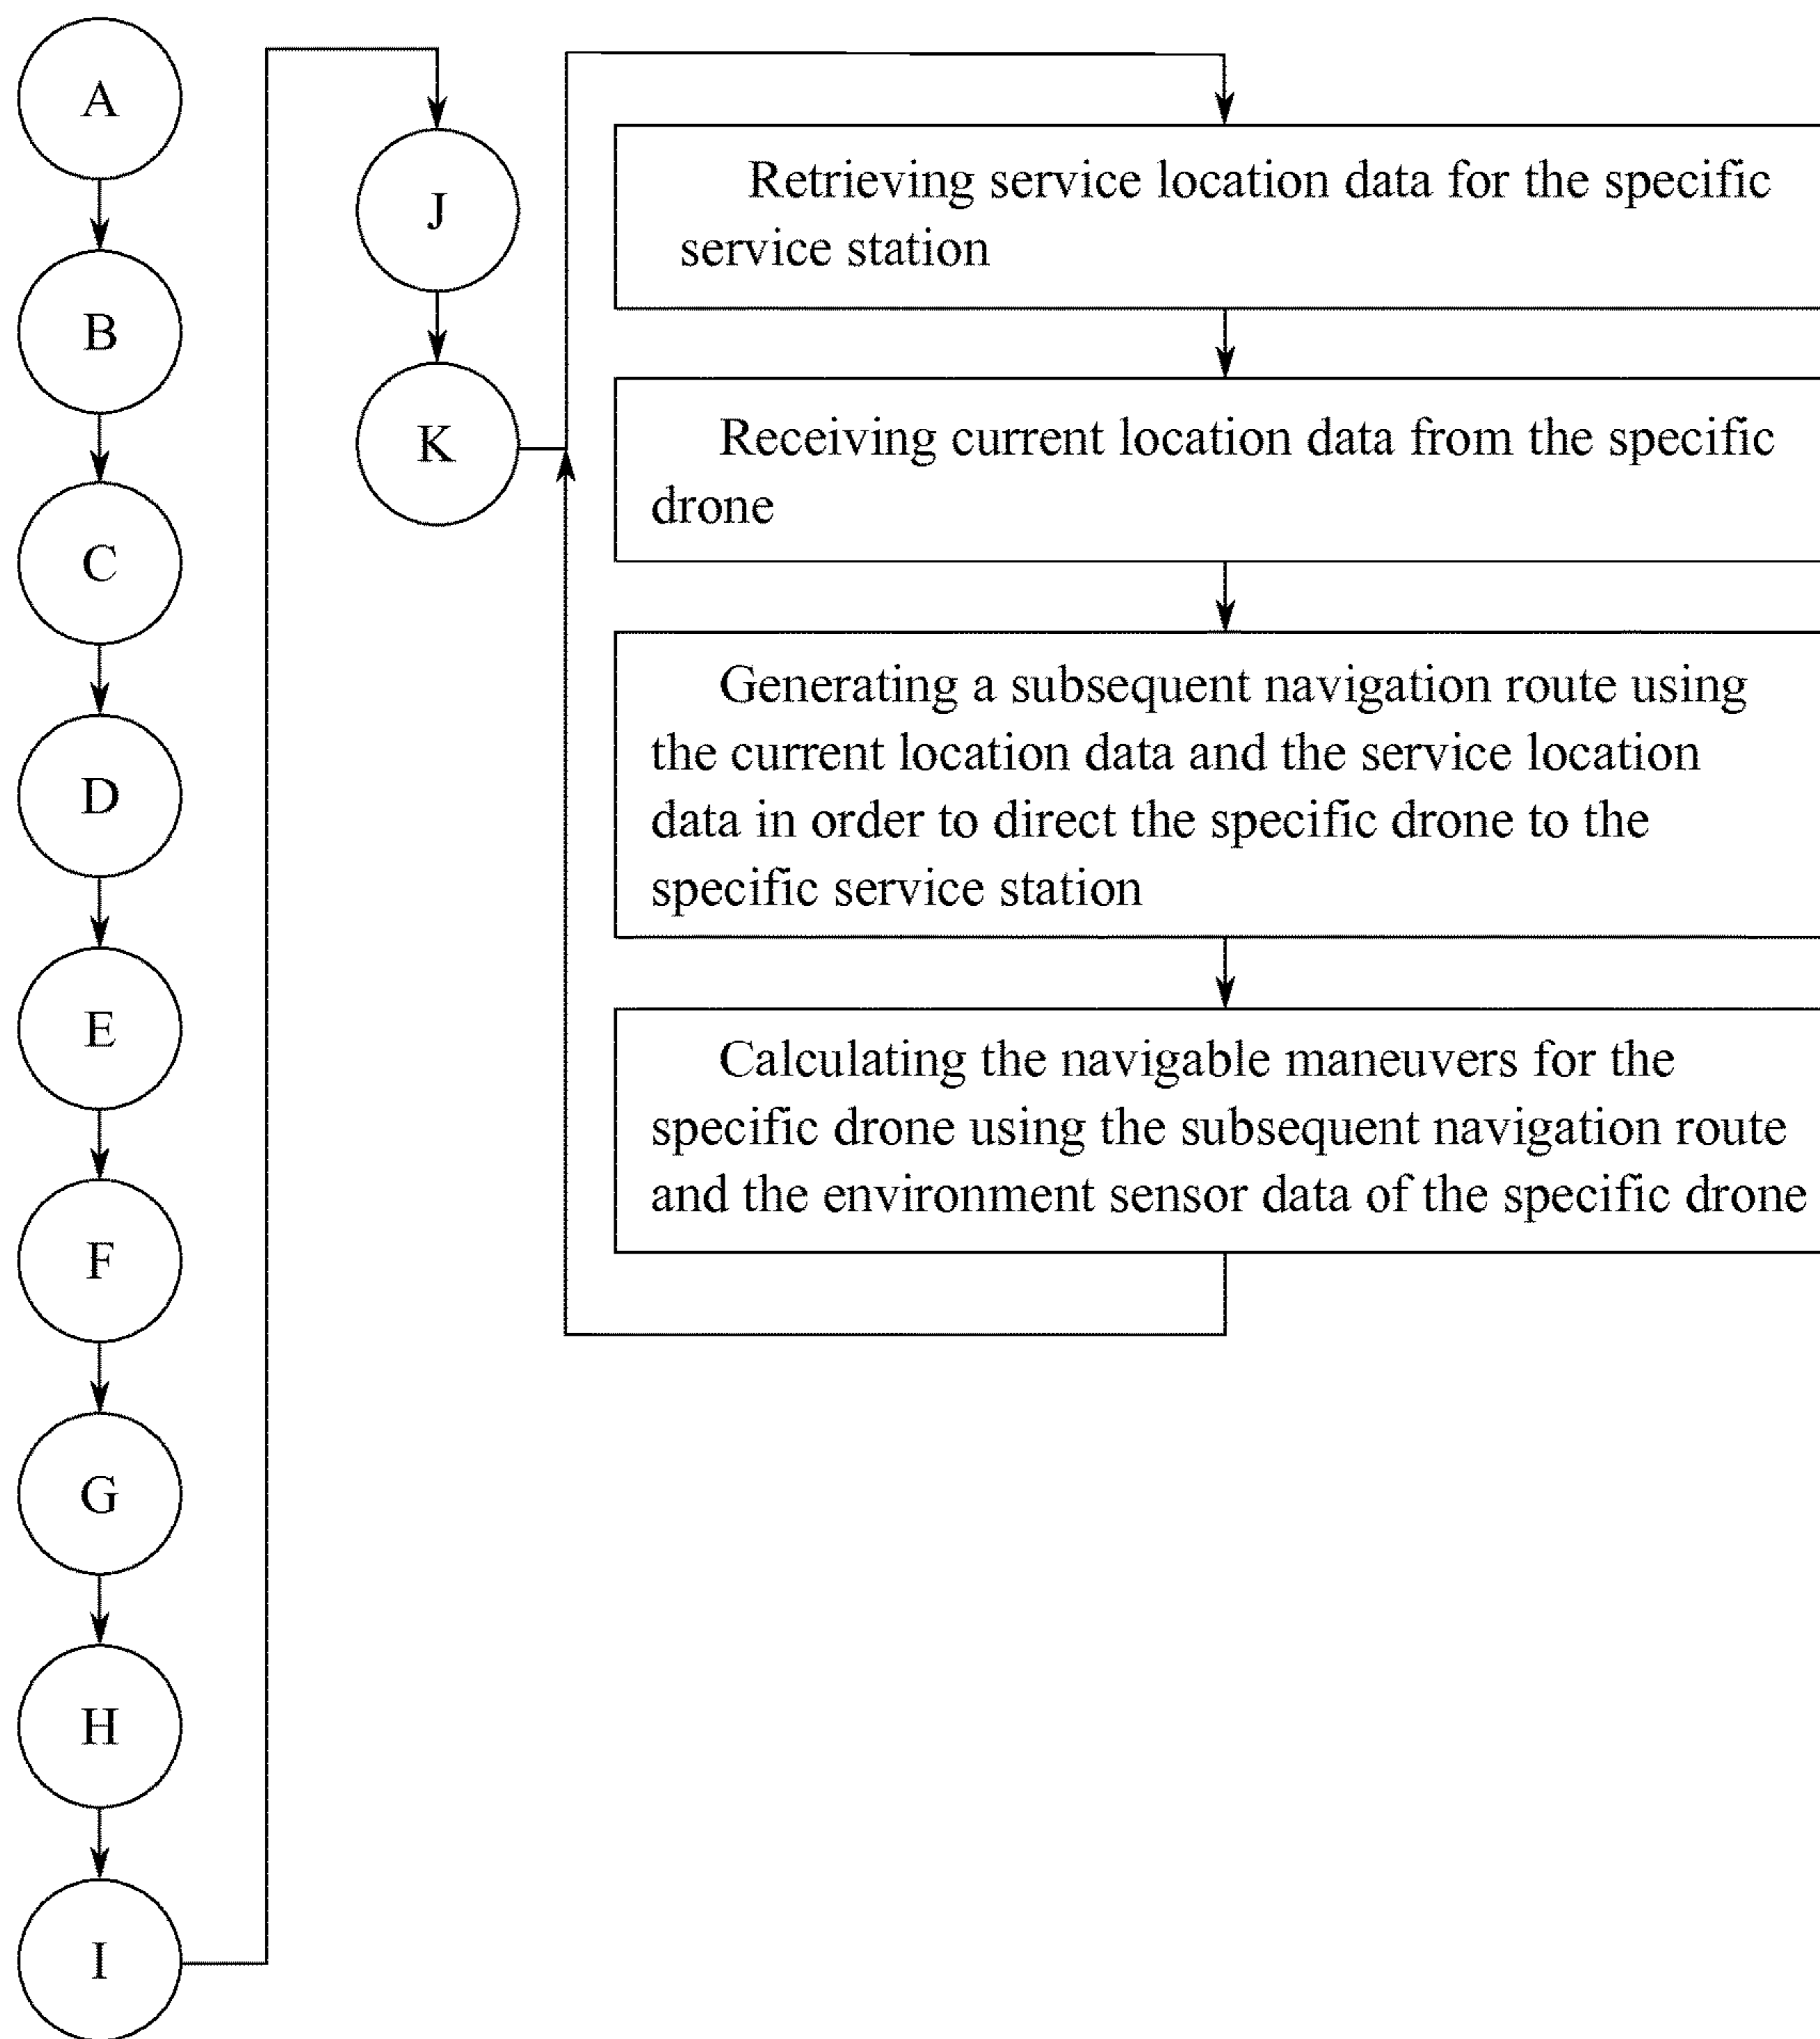 A
B
C
D
E
F
G
H
I
J
K
Retrieving service location data for the specific
service station
Receiving current location data from the specific
drone
Generating a subsequent navigation route using
the current location data and the service location
data in order to direct the specific drone to the
specific service station
Calculating the navigable maneuvers for the
specific drone using the subsequent navigation route
and the environment sensor data of the specific drone